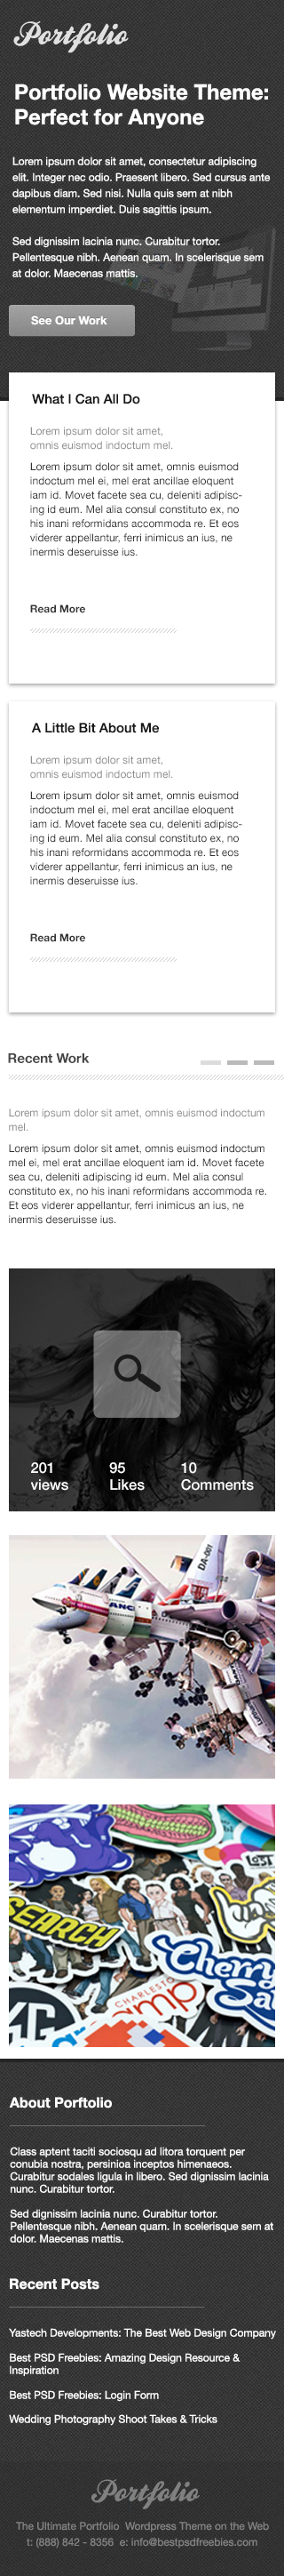 Portfolio
Portfolio Website Theme:
Perfect for Anyone
Lorem ipsum dolor sit amet, consectetur adipiscing
elit. Integer nec odio. Praesent libero. Sed cursus ante
dapibus diam. Sed nisi. Nulla quis sem at nibh
elementum imperdiet. Duis sagittis ipsum.
Sed dignissim lacinia nunc. Curabitur tortor.
Pellentesque nibh. Aenean quam. In scelerisque sem
at dolor. Maecenas mattis.
See Our Work
What I Can All Do
Lorem ipsum dolor sit amet,
omnis euismod indoctum mel.
Lorem ipsum dolor sit amet, omnis euismod
indoctum mel ei, mel erat ancillae eloquent
iam id. Movet facete sea cu, deleniti adipisc-
ing id eum. Mel alia consul constituto ex, no
his inani reformidans accommoda re. Et eos
viderer appellantur, ferri inimicus an ius, ne
inermis deseruisse ius.
Read More
A Little Bit About Me
Lorem ipsum dolor sit amet,
omnis euismod indoctum mel.
Lorem ipsum dolor sit amet, omnis euismod
indoctum mel ei, mel erat ancillae eloquent
iam id. Movet facete sea cu, deleniti adipisc-
ing id eum. Mel alia consul constituto ex, no
his inani reformidans accommoda re. Et eos
viderer appellantur, ferri inimicus an ius, ne
inermis deseruisse ius.
Read More
Recent Work
Lorem ipsum dolor sit amet, omnis euismod indoctum
mel.
Lorem ipsum dolor sit amet, omnis euismod indoctum
mel ei, mel erat ancillae eloquent iam id. Movet facete
sea cu, deleniti adipiscing id eum. Mel alia consul
constituto ex, no his inani reformidans accommoda re.
Et eos viderer appellantur, ferri inimicus an ius, ne
inermis deseruisse ius.
201 95 10
views Likes Comments
DA-001
SEARCH
Cherry
CHARLESTON
About Porftolio
Class aptent taciti sociosqu ad litora torquent per
conubia nostra, persinioa inceptos himenaeos.
Curabitur sodales ligula in libero. Sed dignissim lacinia
nunc. Curabitur tortor.
Sed dignissim lacinia nunc. Curabitur tortor.
Pellentesque nibh. Aenean quam. In scelerisque sem at
dolor. Maecenas mattis.
Recent Posts
Yastech Developments: The Best Web Design Company
Best PSD Freebies: Amazing Design Resource &
Inspiration
Best PSD Freebies: Login Form
Wedding Photography Shoot Takes & Tricks
Portfolio
The Ultimate Portfolio Wordpress Theme on the Web
t: (888) 842 - 8356 e: info@bestpsdfreebies.com